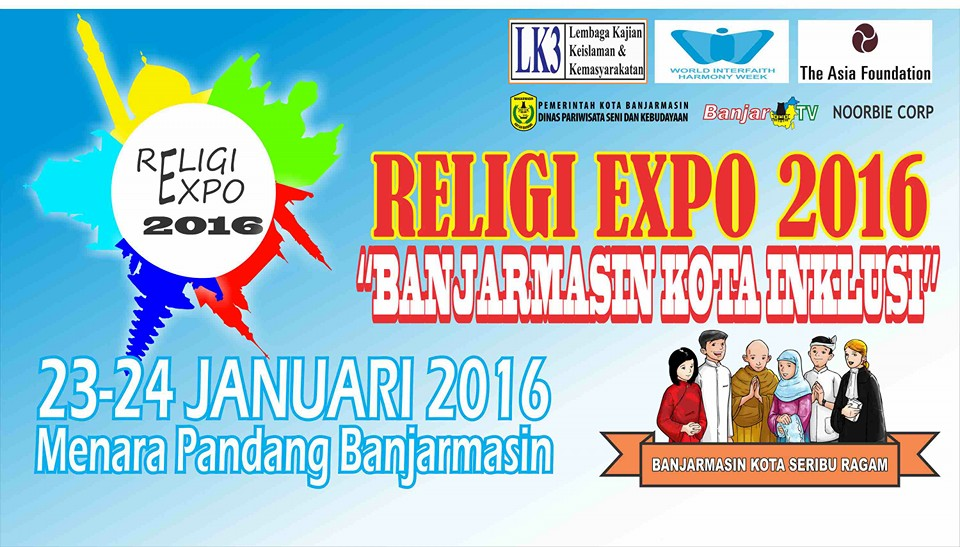 LK3
Lembaga Kajian
Keislaman &
Kemasyarakatan
WORLD INTERFAITH
HARMONY WEEK
The Asia Foundation
PEMERINTAH KOTA BANJARMASIN
DINAS PARIWISATA SENI DAN KEBUDAYAAN
Banjar TV
NOORBIE CORP
RELIGI
EXPO
2016
RELIGI EXPO 2016
"BANJARMASIN KOTA INKLUSI"
23-24 JANUARI 2016
Menara Pandang Banjarmasin
BANJARMASIN KOTA SERIBU RAGAM